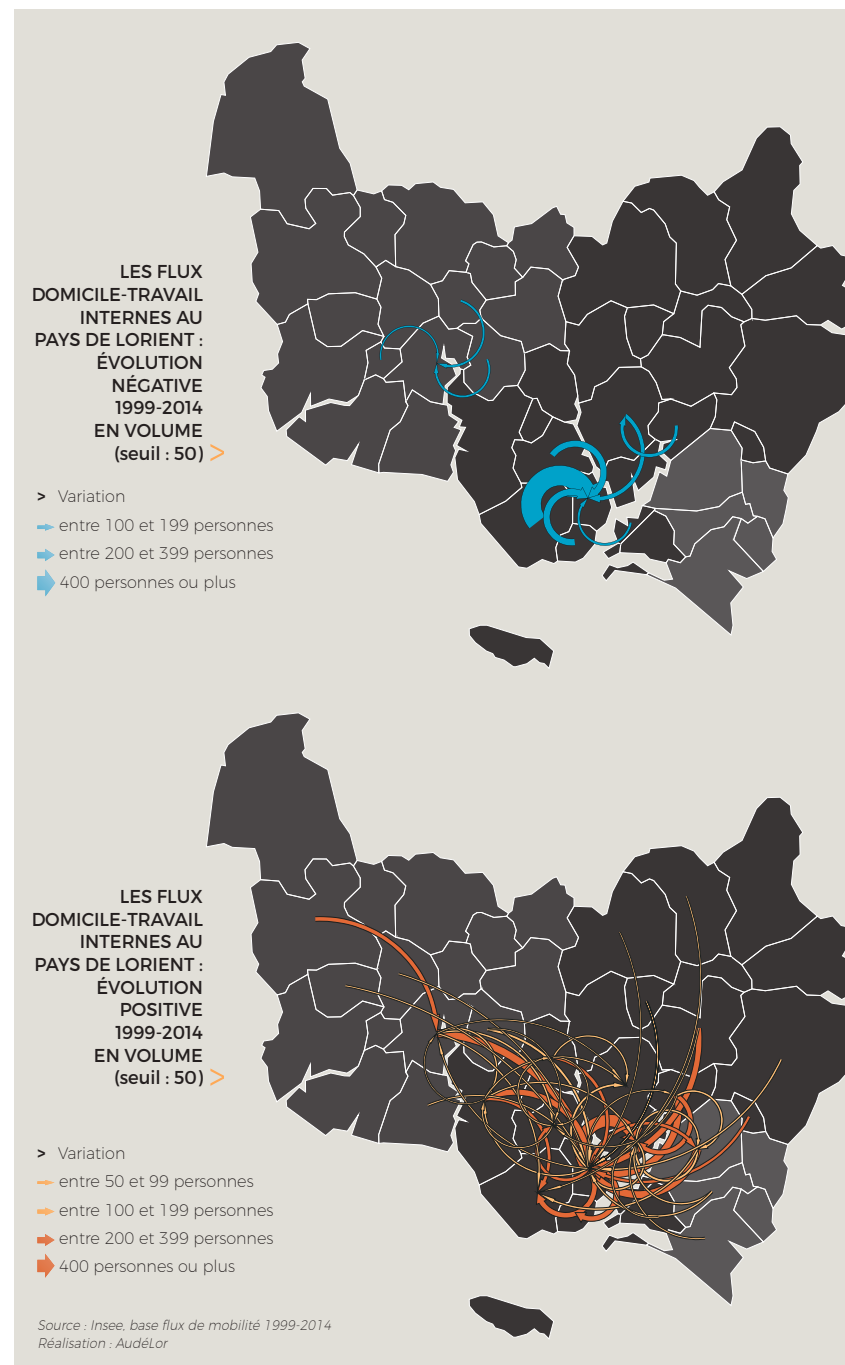 LES FLUX
DOMICILE-TRAVAIL
INTERNES AU
PAYS DE LORIENT :
ÉVOLUTION
NÉGATIVE
1999-2014
EN VOLUME
(seuil : 50) >
> Variation
entre 100 et 199 personnes
entre 200 et 399 personnes
400 personnes ou plus
LES FLUX
DOMICILE-TRAVAIL
INTERNES AU
PAYS DE LORIENT :
ÉVOLUTION
POSITIVE
1999-2014
EN VOLUME
(seuil : 50) >
> Variation
entre 50 et 99 personnes
entre 100 et 199 personnes
entre 200 et 399 personnes
400 personnes ou plus
Source : Insee, base flux de mobilité 1999-2014
Réalisation : AudéLor